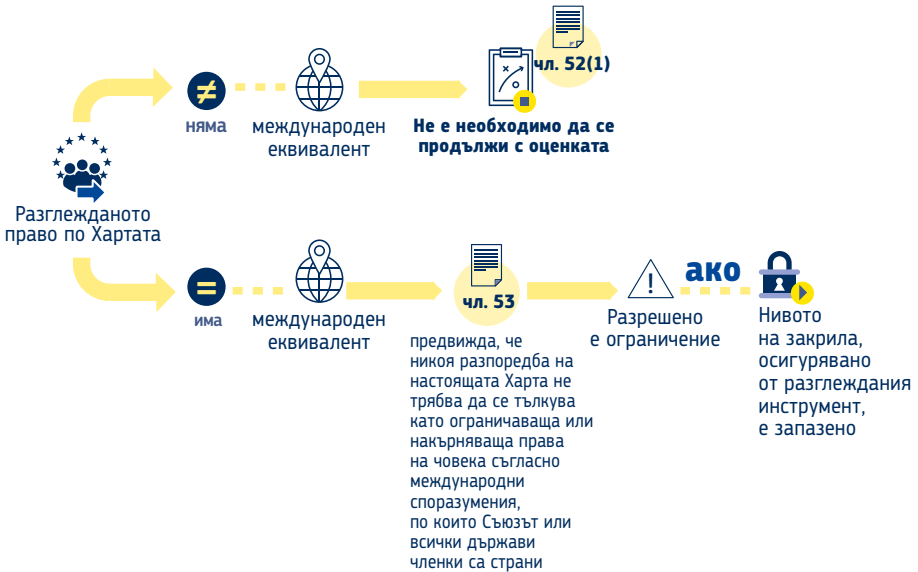 Разглежданото
право по Хартата
няма
международен
еквивалент
чл. 52(1)
Не е необходимо да се
продължи с оценката
има
международен
еквивалент
чл. 53
предвижда, че
никоя разпоредба на
настоящата Харта не
трябва да се тълкува
като ограничаваща или
накърняваща права
на човека съгласно
международни
споразумения,
по които Съюзът или
всички държави
членки са страни
Разрешено
е ограничение
ако
Нивото
на закрила,
осигурявано
от разглеждания
инструмент,
е запазено